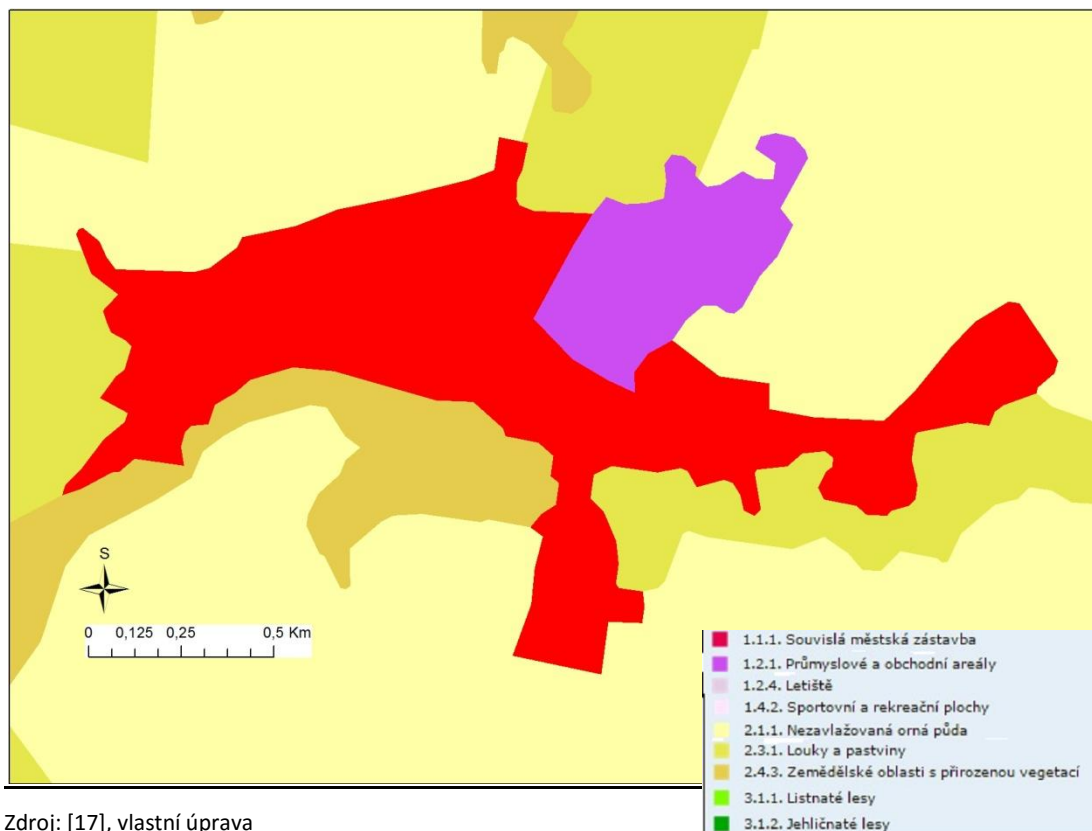 S
0 0,125 0,25 0,5 Km
1.1.1. Souvislá městská zástavba
1.2.1. Průmyslové a obchodní areály
1.2.4. Letiště
1.4.2. Sportovní a rekreační plochy
2.1.1. Nezavlažovaná orná půda
2.3.1. Louky a pastviny
2.4.3. Zemědělské oblasti s přirozenou vegetací
3.1.1. Listnaté lesy
3.1.2. Jehličnaté lesy
Zdroj: [17], vlastní úprava